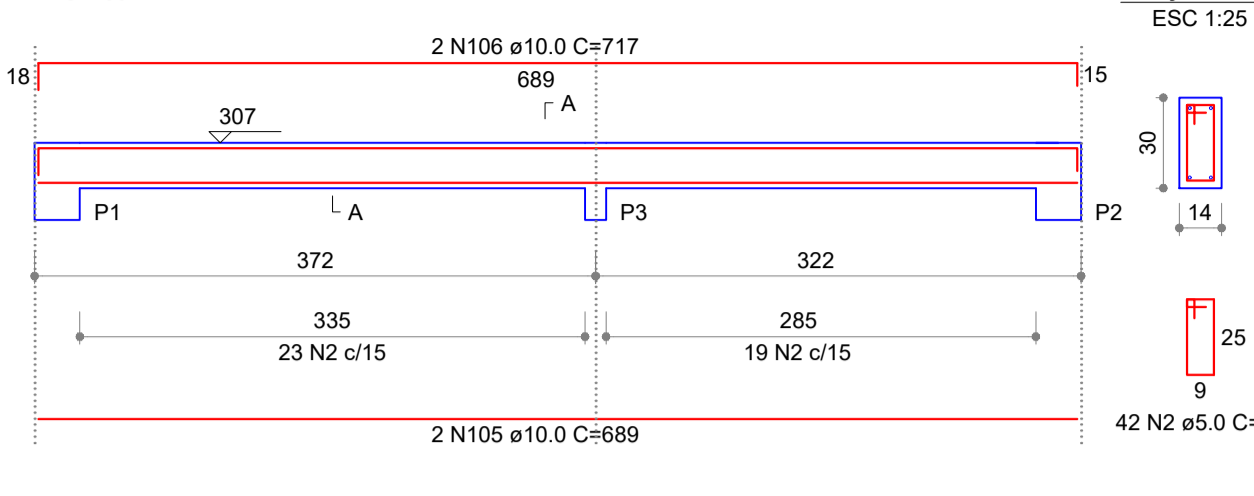 ESC 1:25
2 N106 ø10.0 C=717
18
689
15
A
307
30
P1
A
P3
P2
14
372
322
335
285
23 N2 c/15
19 N2 c/15
25
9
2 N105 ø10.0 C=689
42 N2 ø5.0 C=